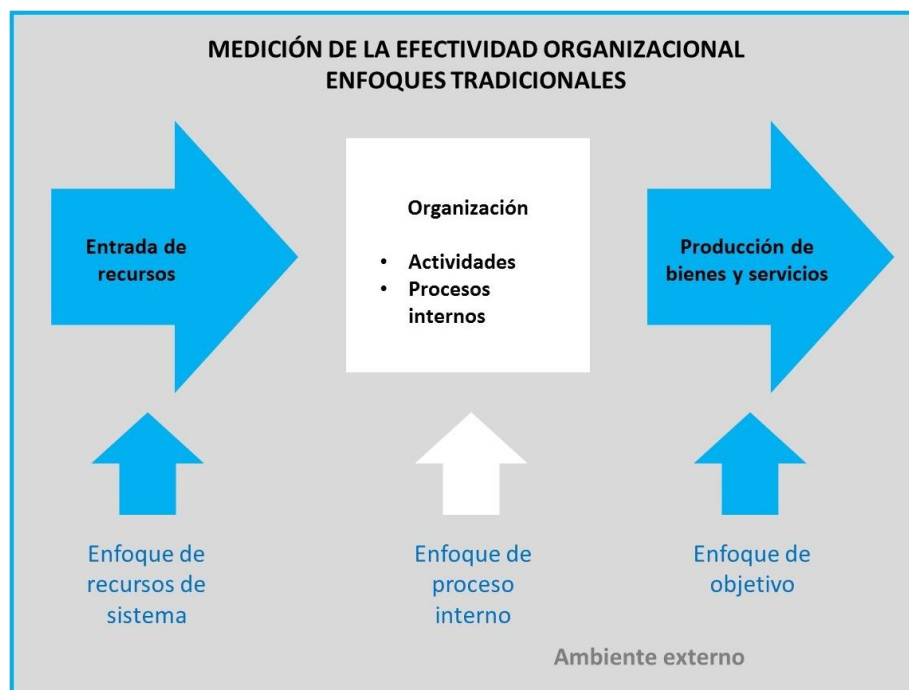 MEDICIÓN DE LA EFECTIVIDAD ORGANIZACIONAL
ENFOQUES TRADICIONALES
Entrada de
recursos
Organización
• Actividades
• Procesos
internos
Producción de
bienes y servicios
Enfoque de
recursos de
sistema
Enfoque de
proceso
interno
Enfoque de
objetivo
Ambiente externo